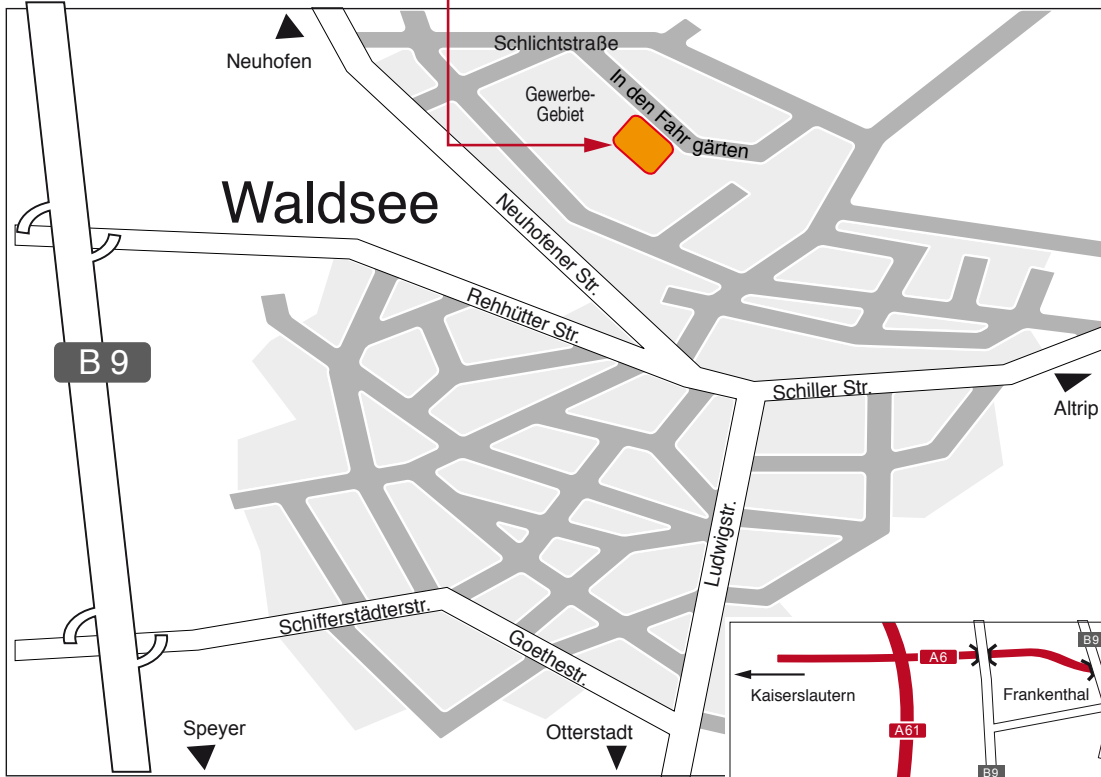 Neuhofen
Schlichtstraße
In den Fahr gärten
Gewerbe-
Gebiet
Waldsee
Neuhofener Str.
Rehhütter Str.
B 9
Schiller Str.
Altrip
Ludwigstr.
Schifferstädterstr.
Goethestr.
Speyer
Otterstadt
B9
A6
Kaiserslautern
Frankenthal
A61
B9